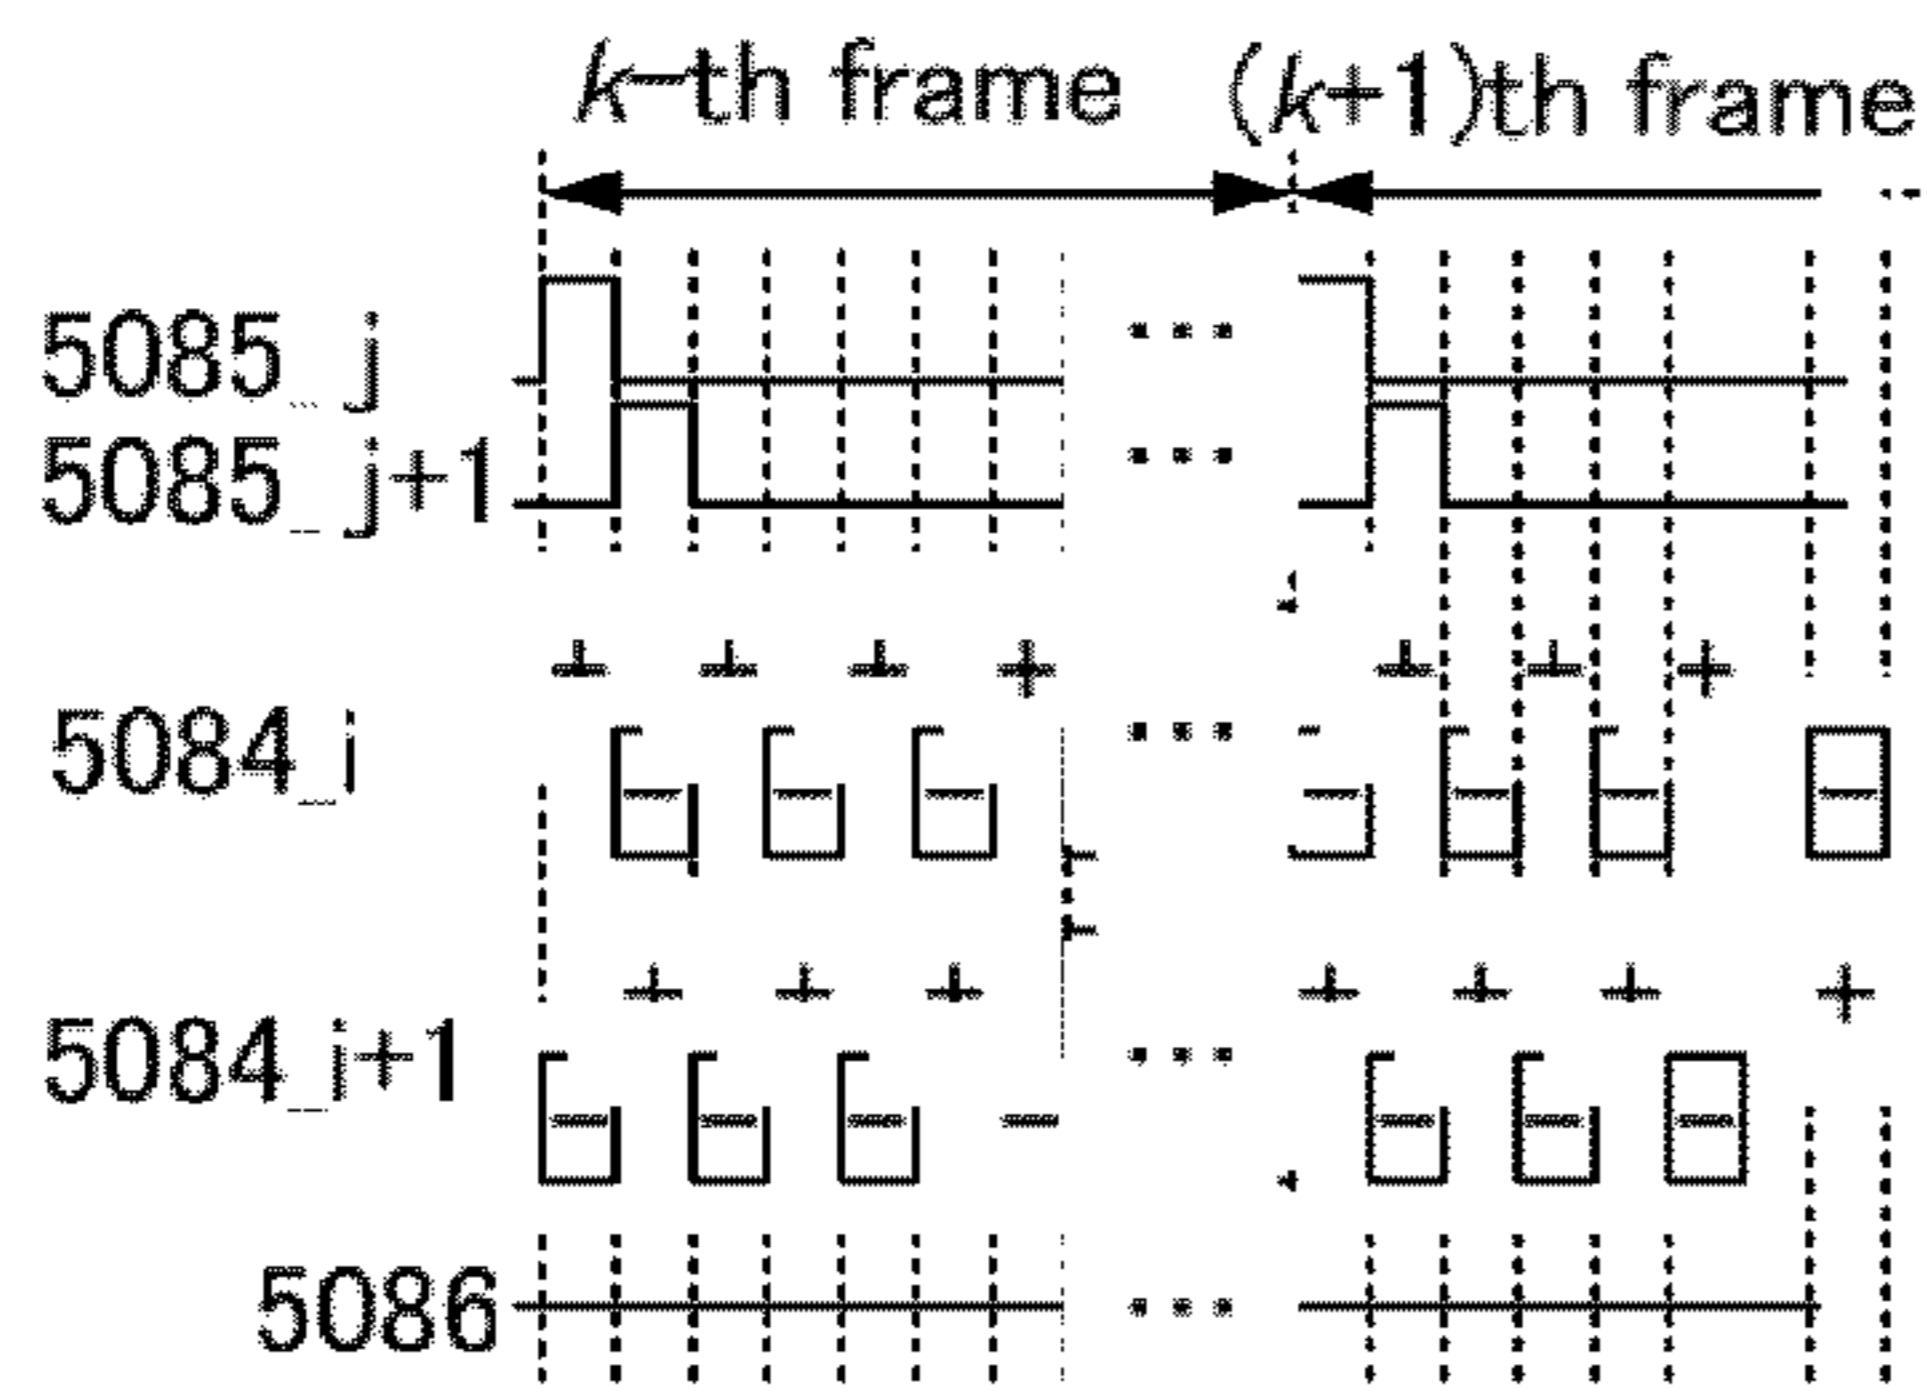 k-th frame (k+1)th frame
5085_j
5085_j+1
+ + + + + + +
5084_i
- - - - - - -
+ + + + + + +
5084_i+1
- - - - - - -
5086